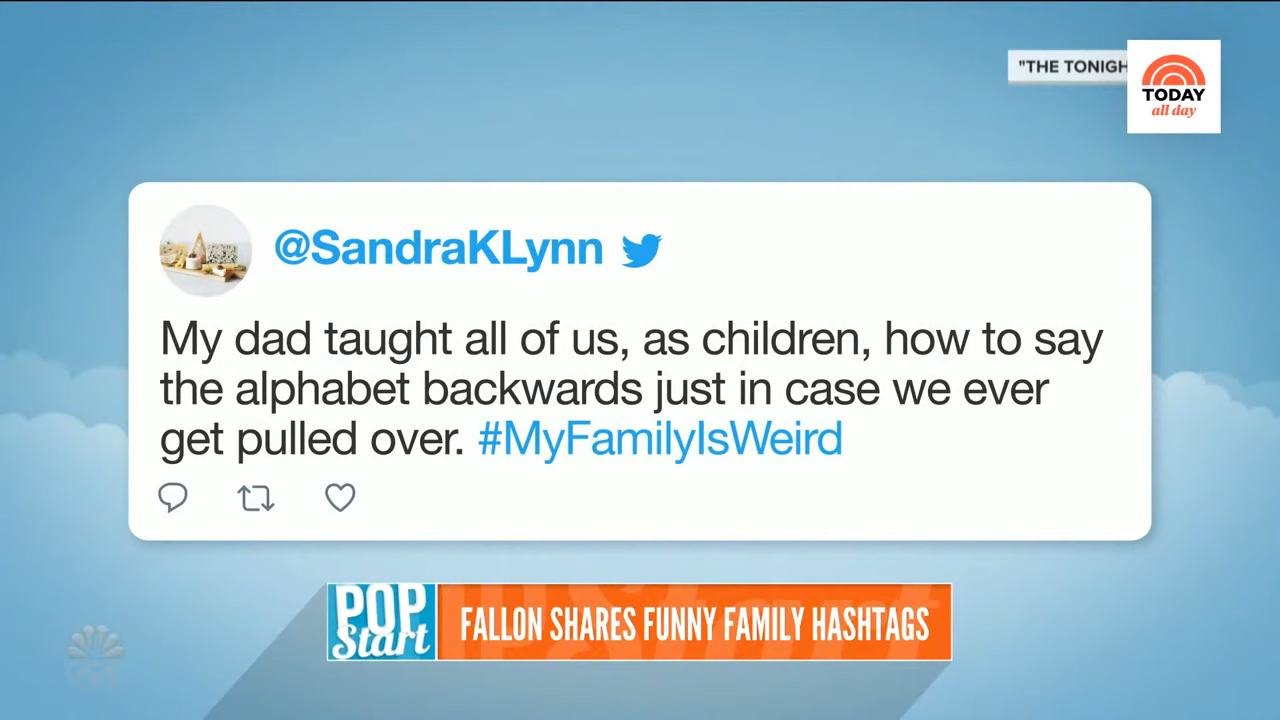 "THE TONIGH
TODAY
all day
@SandraKLynn
My dad taught all of us, as children, how to say
the alphabet backwards just in case we ever
get pulled over. #MyFamilyIsWeird
POP
Start
FALLON SHARES FUNNY FAMILY HASHTAGS